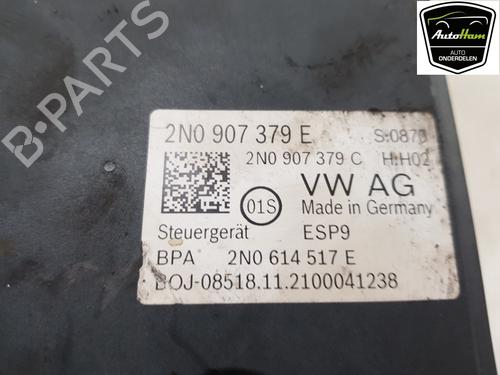 AutoHam
AUTO
ONDERDELEN
B-PARTS
2N0 907 379 E S:0870
2N0 907 379 C H:H02
01S
VW AG
Made in Germany
Steuergerät ESP9
BPA 2N0 614 517 E
BOJ-08518.11.2100041238